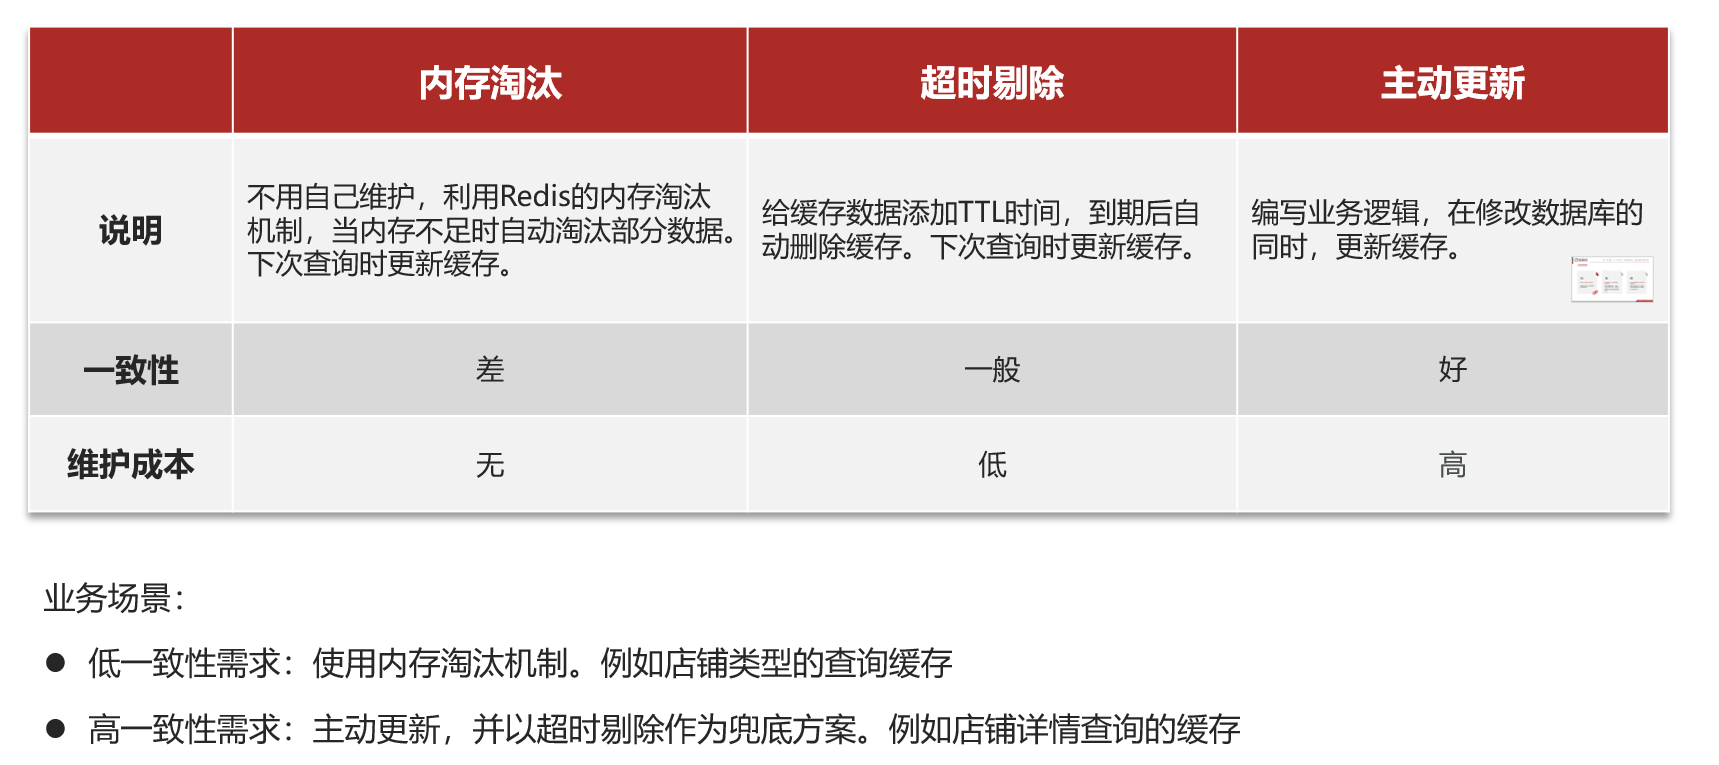 内存淘汰
超时剔除
主动更新
说明
不用自己维护，利用Redis的内存淘汰
机制，当内存不足时自动淘汰部分数据。
下次查询时更新缓存。
给缓存数据添加TTL时间，到期后自
动删除缓存。下次查询时更新缓存。
编写业务逻辑，在修改数据库的
同时，更新缓存。
一致性
差
一般
好
维护成本
无
低
高
业务场景：
● 低一致性需求：使用内存淘汰机制。例如店铺类型的查询缓存
● 高一致性需求：主动更新，并以超时剔除作为兜底方案。例如店铺详情查询的缓存